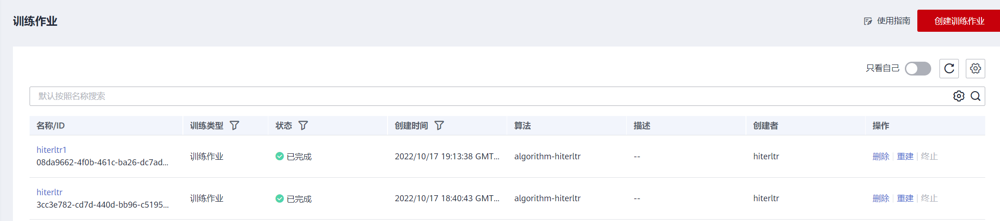 训练作业
使用指南 创建训练作业
只看自己
默认按照名称搜索
名称/ID 训练类型 状态 创建时间 算法 描述 创建者 操作
hiterltr1
08da9662-4f0b-461c-ba26-dc7ad... 训练作业 已完成 2022/10/17 19:13:38 GMT... algorithm-hiterltr -- hiterltr 删除 | 重建 | 终止
hiterltr
3cc3e782-cd7d-440d-bb96-c5195... 训练作业 已完成 2022/10/17 18:40:43 GMT... algorithm-hiterltr -- hiterltr 删除 | 重建 | 终止